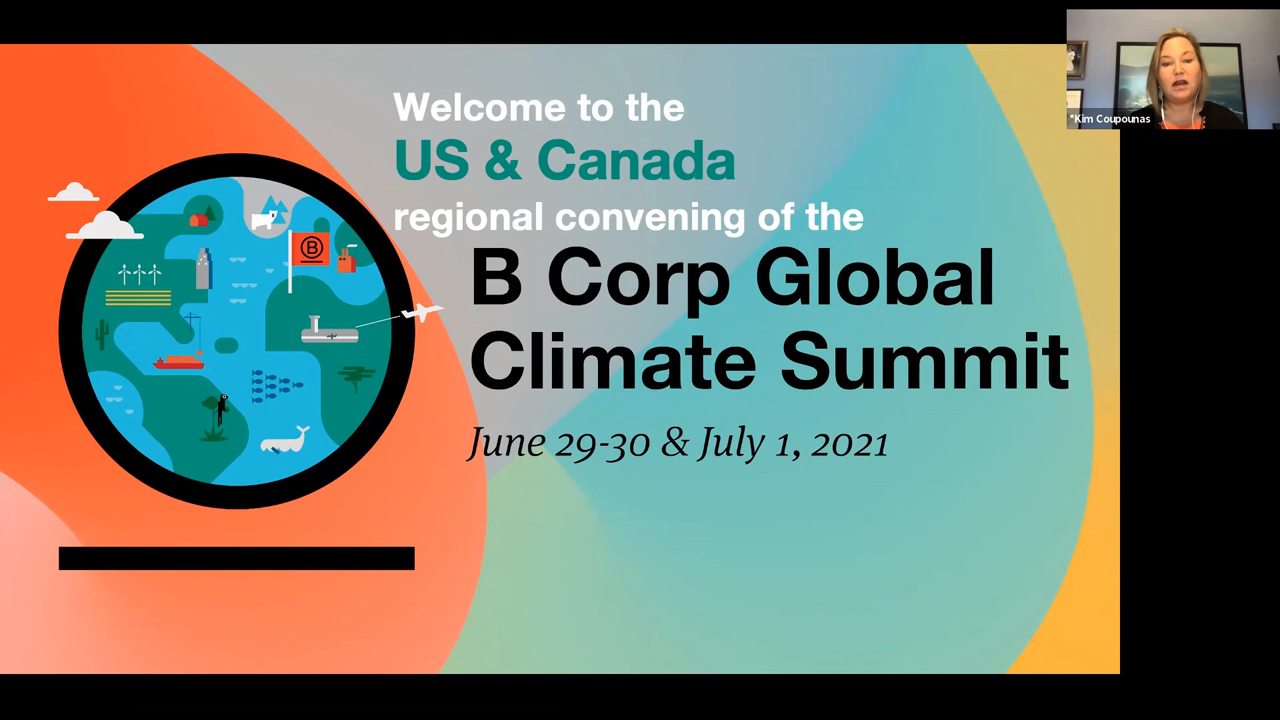 Welcome to the
US & Canada
regional convening of the
B Corp Global
Climate Summit
June 29-30 & July 1, 2021
B
*Kim Coupounas